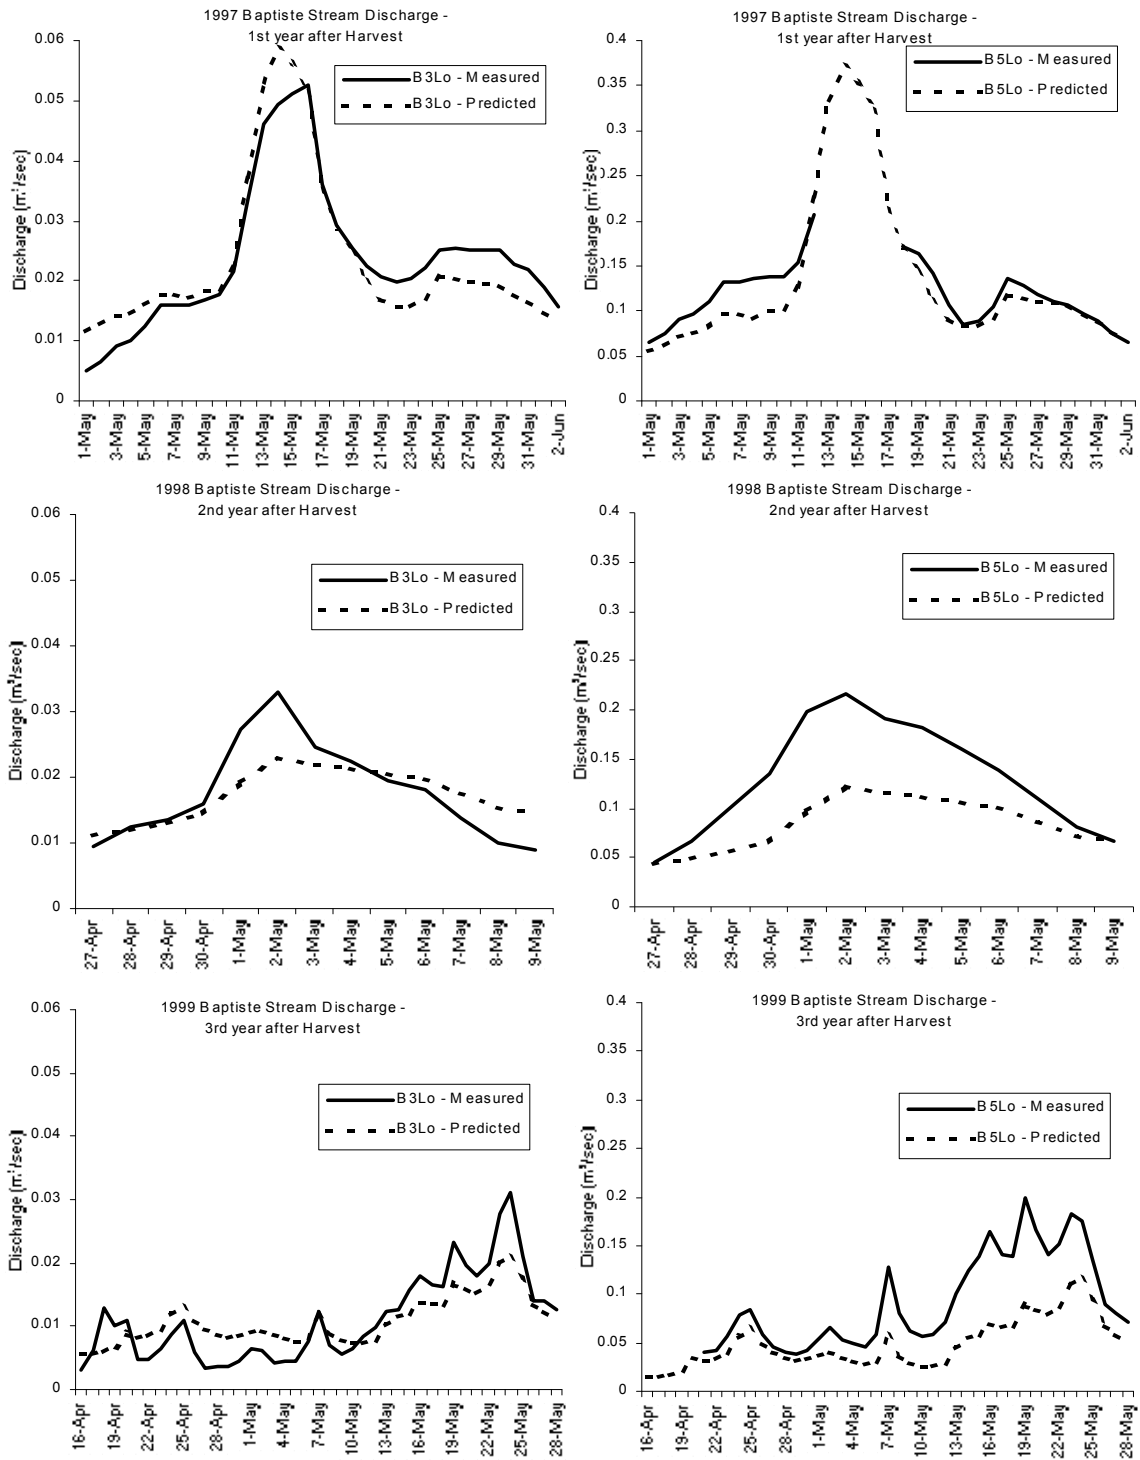 1997 Baptiste Stream Discharge -
1st year after Harvest
B3Lo - Measured
B3Lo - Predicted
Discharge (m³/sec)
0.06
0.05
0.04
0.03
0.02
0.01
0
1-May
3-May
5-May
7-May
9-May
11-May
13-May
15-May
17-May
19-May
21-May
23-May
25-May
27-May
29-May
31-May
2-Jun
1997 Baptiste Stream Discharge -
1st year after Harvest
B5Lo - Measured
B5Lo - Predicted
Discharge (m³/sec)
0.4
0.35
0.3
0.25
0.2
0.15
0.1
0.05
0
1-May
3-May
5-May
7-May
9-May
11-May
13-May
15-May
17-May
19-May
21-May
23-May
25-May
27-May
29-May
31-May
2-Jun
1998 Baptiste Stream Discharge -
2nd year after Harvest
B3Lo - Measured
B3Lo - Predicted
Discharge (m³/sec)
0.06
0.05
0.04
0.03
0.02
0.01
0
27-Apr
28-Apr
29-Apr
30-Apr
1-May
2-May
3-May
4-May
5-May
6-May
7-May
8-May
9-May
1998 Baptiste Stream Discharge -
2nd year after Harvest
B5Lo - Measured
B5Lo - Predicted
Discharge (m³/sec)
0.4
0.35
0.3
0.25
0.2
0.15
0.1
0.05
0
27-Apr
28-Apr
29-Apr
30-Apr
1-May
2-May
3-May
4-May
5-May
6-May
7-May
8-May
9-May
1999 Baptiste Stream Discharge -
3rd year after Harvest
B3Lo - Measured
B3Lo - Predicted
Discharge (m³/sec)
0.06
0.05
0.04
0.03
0.02
0.01
0
16-Apr
19-Apr
22-Apr
25-Apr
28-Apr
1-May
4-May
7-May
10-May
13-May
16-May
19-May
22-May
25-May
28-May
1999 Baptiste Stream Discharge -
3rd year after Harvest
B5Lo - Measured
B5Lo - Predicted
Discharge (m³/sec)
0.4
0.35
0.3
0.25
0.2
0.15
0.1
0.05
0
16-Apr
19-Apr
22-Apr
25-Apr
28-Apr
1-May
4-May
7-May
10-May
13-May
16-May
19-May
22-May
25-May
28-May